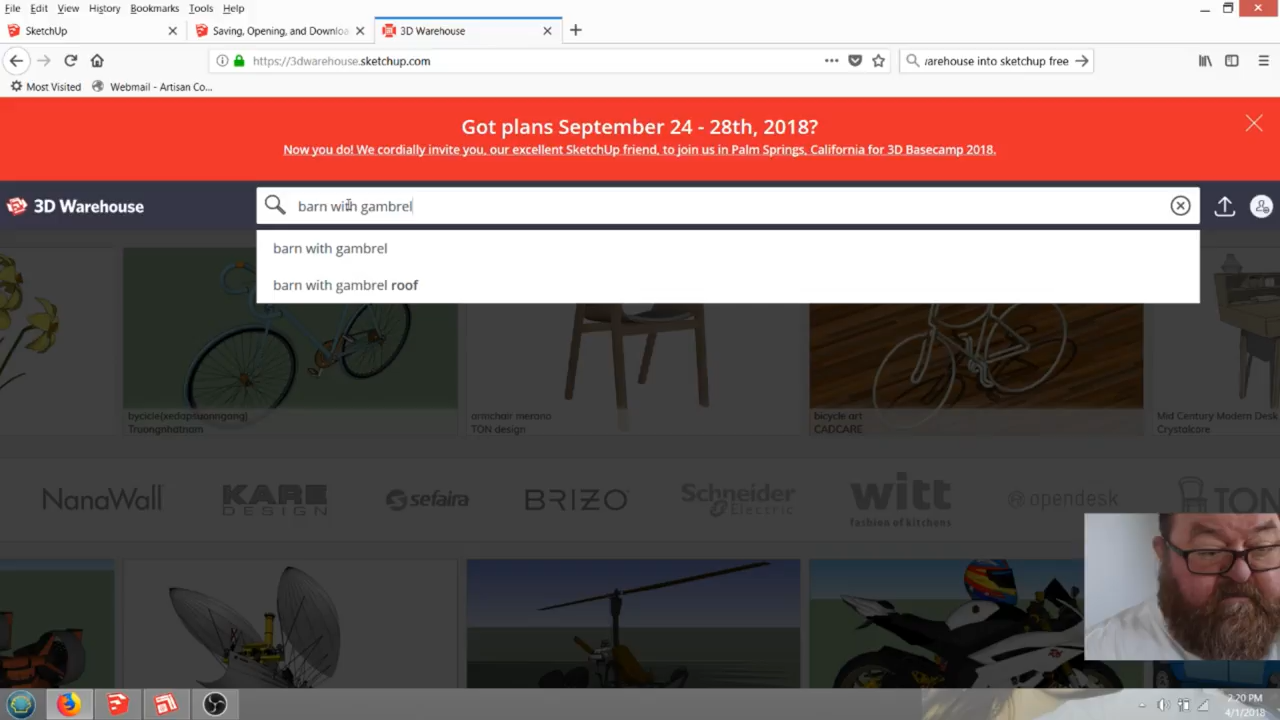 File Edit View History Bookmarks Tools Help
SketchUp
Saving, Opening, and Downloa
3D Warehouse
https://3dwarehouse.sketchup.com
arehouse into sketchup free
Most Visited
Webmail - Artisan Co...
Got plans September 24 - 28th, 2018?
Now you do! We cordially invite you, our excellent SketchUp friend, to join us in Palm Springs, California for 3D Basecamp 2018.
3D Warehouse
barn with gambrel
barn with gambrel
barn with gambrel roof
armchair merano
TON design
bicycle art
CADCARE
Mid Century Modern Desk
Crystalcore
NanaWall
KARE
DESIGN
sefaira
BRIZO
Schneider
Electric
witt
fashion of kitchens
opendesk
TON
2:20 PM
4/1/2018